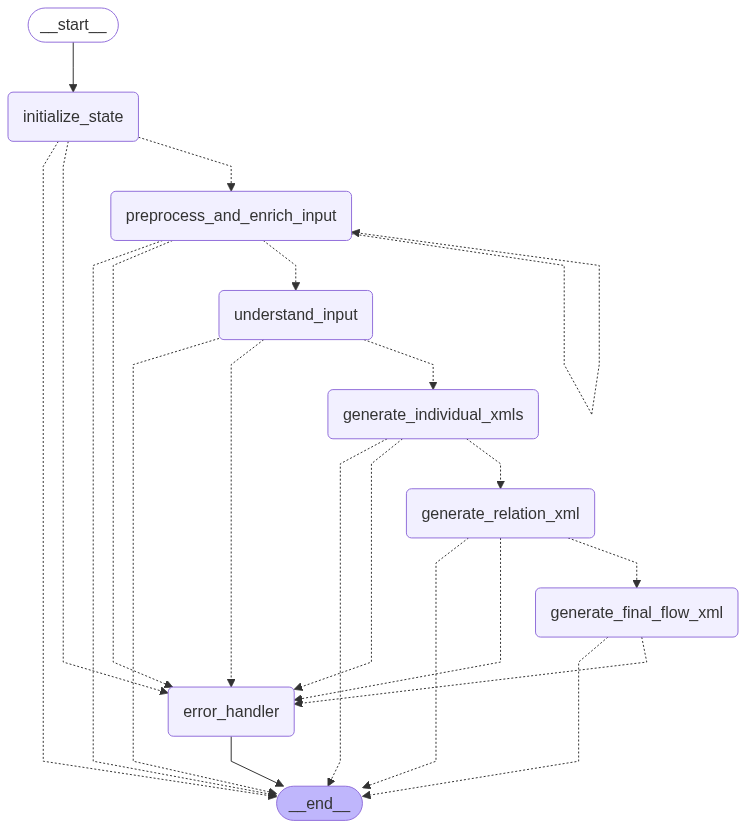 __start__
initialize_state
preprocess_and_enrich_input
understand_input
generate_individual_xmls
generate_relation_xml
generate_final_flow_xml
error_handler
__end__